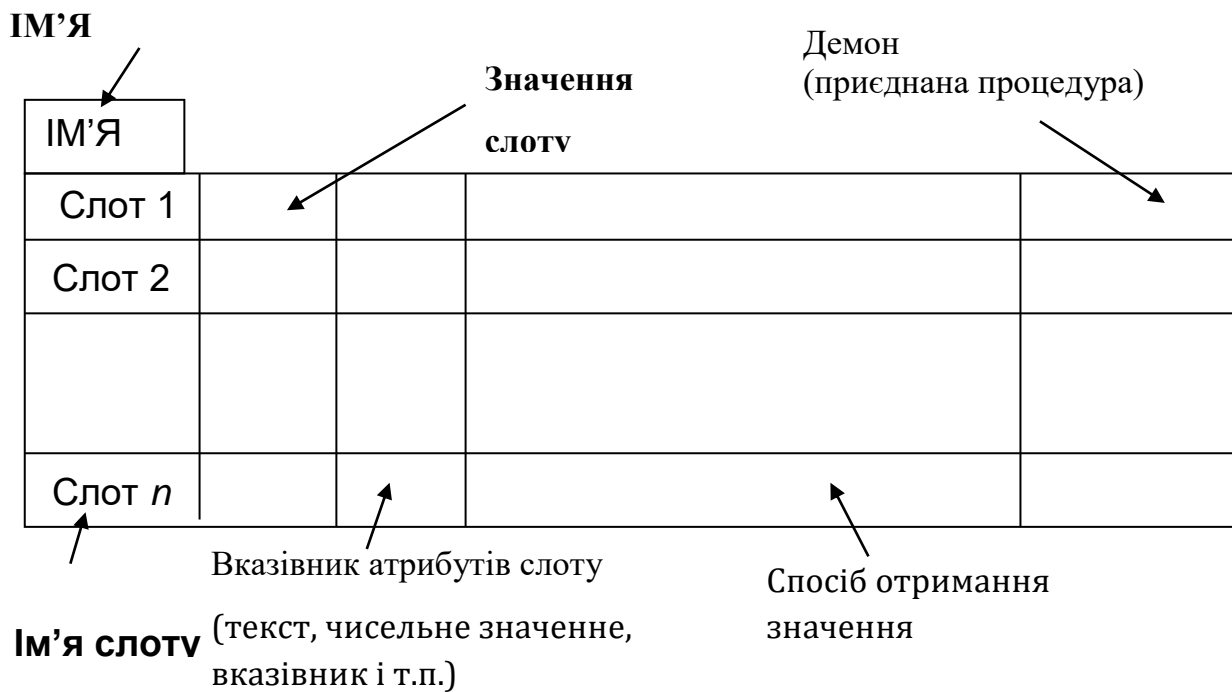 ІМ’Я
Демон
(приєднана процедура)
Значення
слоту
ІМ’Я
Слот 1
Слот 2
Слот n
Вказівник атрибутів слоту
(текст, чисельне значенне,
вказівник і т.п.)
Спосіб отримання
значення
Ім’я слоту